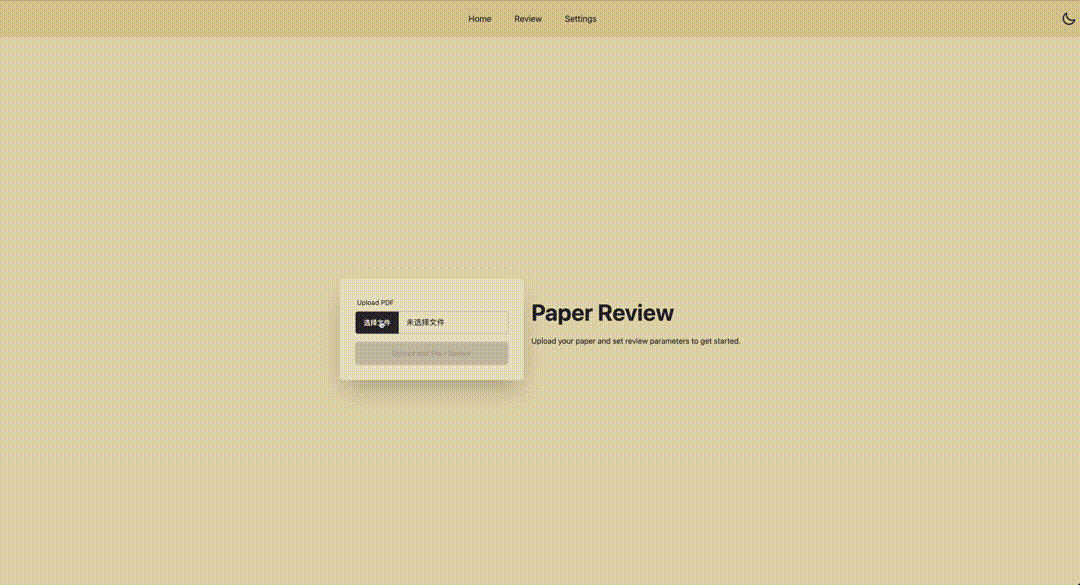 Home Review Settings
Upload PDF
选择文件 未选择文件
Upload and Start Review
Paper Review
Upload your paper and set review parameters to get started.